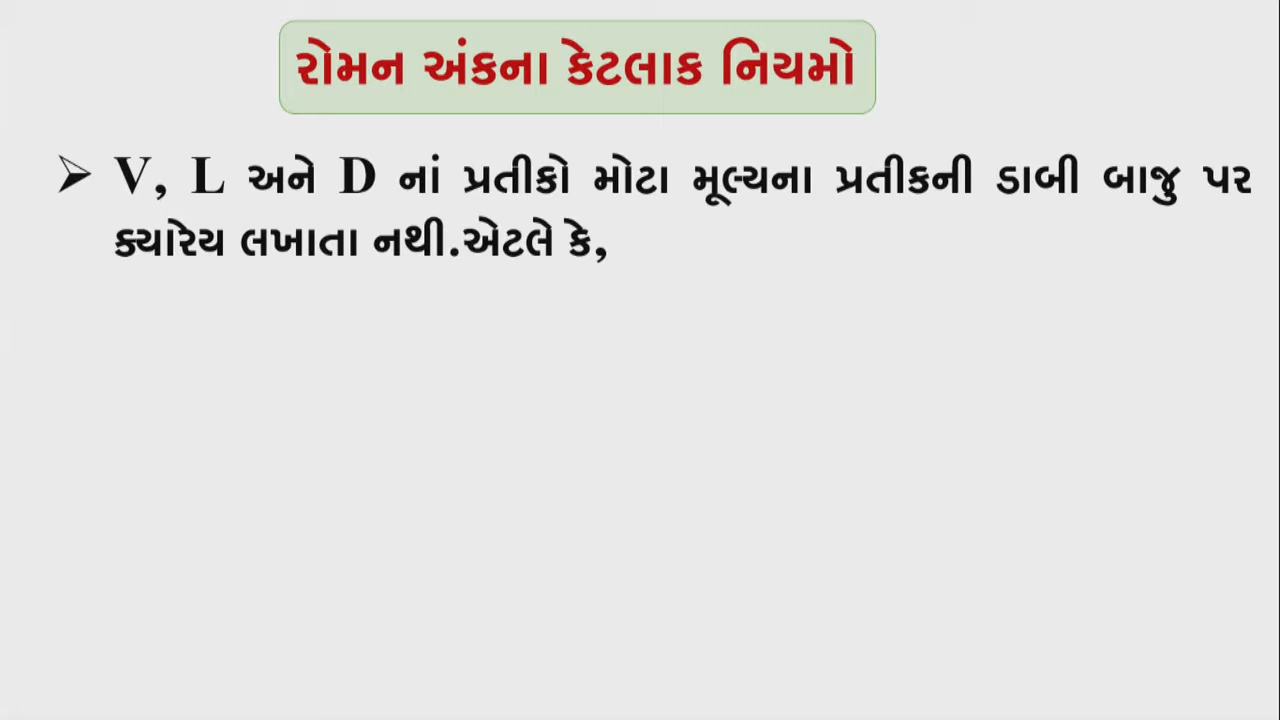 રોમન અંકના કેટલાક નિયમો
➢ V, L અને D નાં પ્રતીકો મોટા મૂલ્યના પ્રતીકની ડાબી બાજુ પર
ક્યારેય લખાતા નથી.એટલે કે,